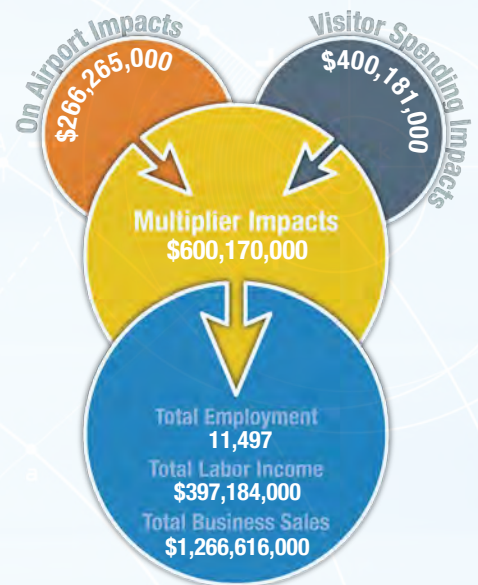 On Airport Impacts
$266,265,000
Visitor Spending Impacts
$400,181,000
Multiplier Impacts
$600,170,000
Total Employment
11,497
Total Labor Income
$397,184,000
Total Business Sales
$1,266,616,000